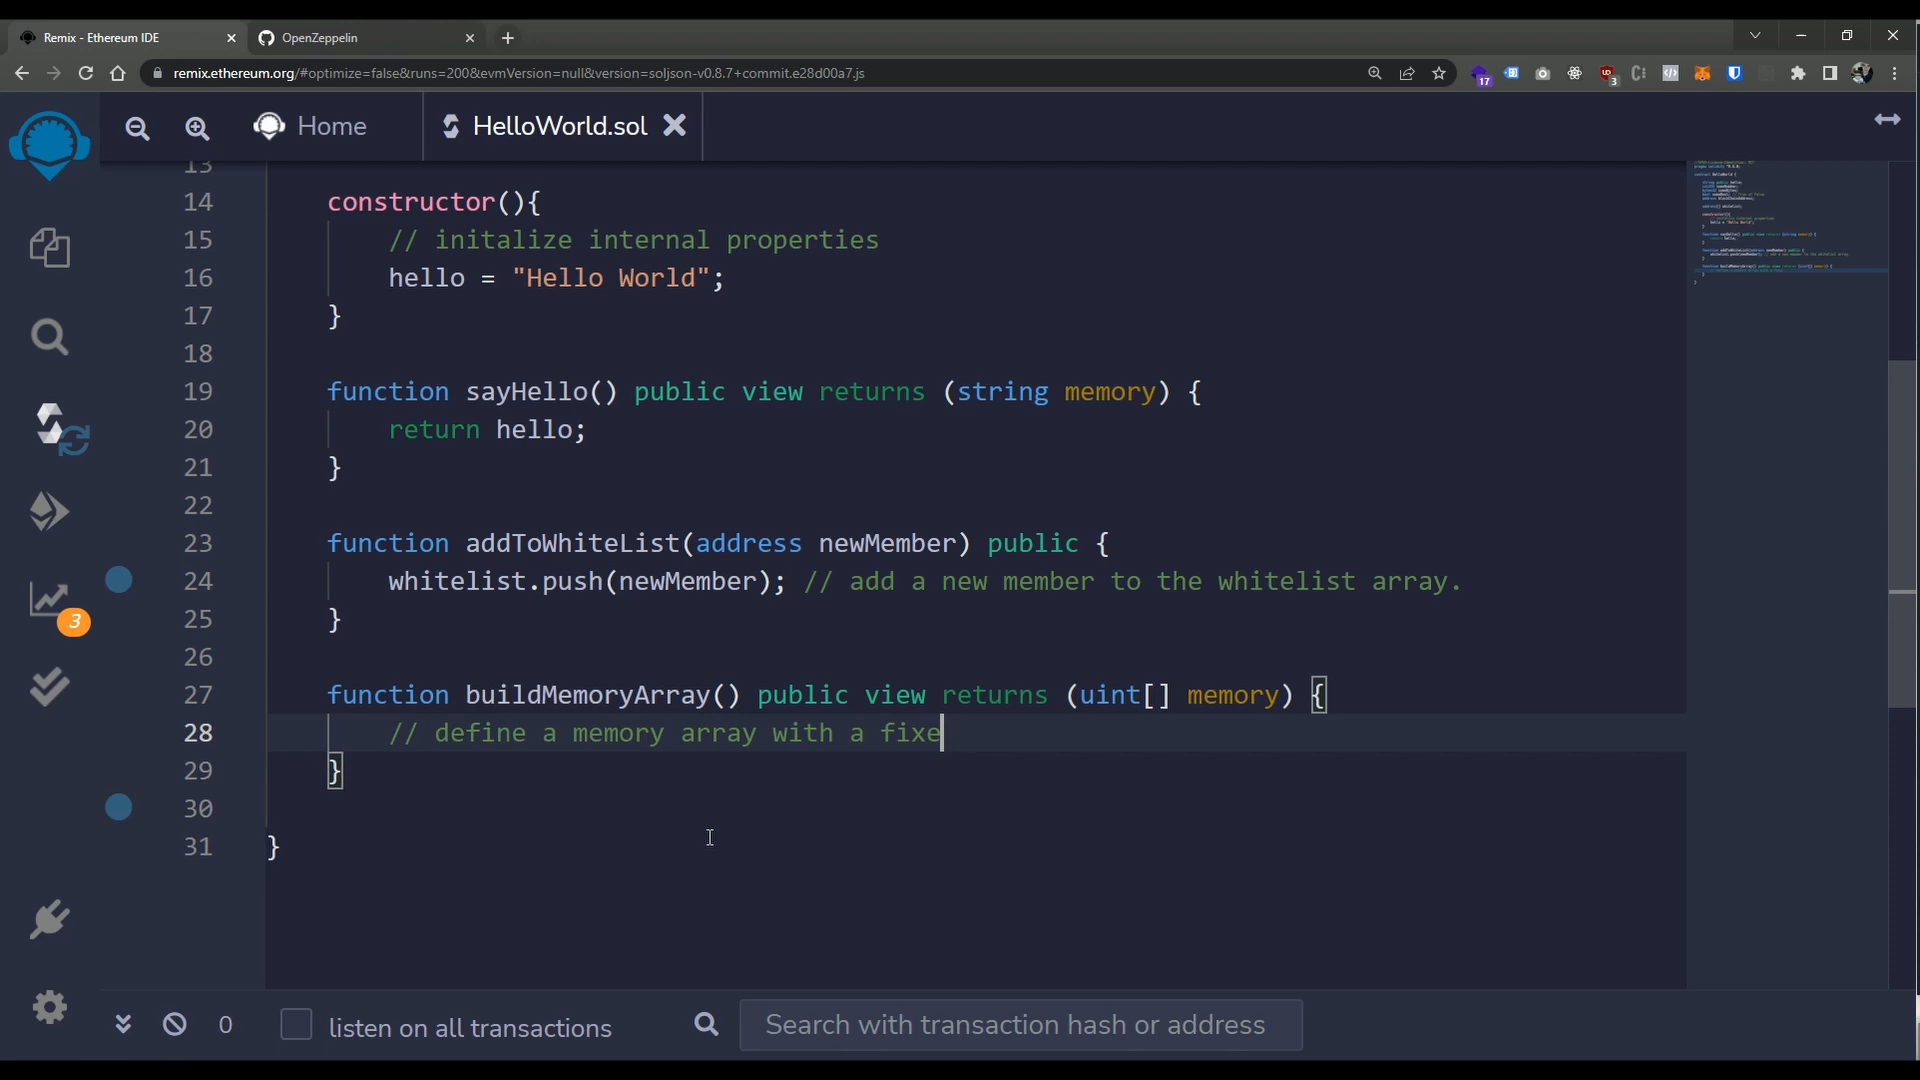 Remix - Ethereum IDE
OpenZeppelin
remix.ethereum.org/#optimize=false&runs=200&evmVersion=null&version=soljson-v0.8.7+commit.e28d00a7.js
17
3
Home
HelloWorld.sol
13
14 constructor(){
15 // initalize internal properties
16 hello = "Hello World";
17 }
18
19 function sayHello() public view returns (string memory) {
20 return hello;
21 }
22
23 function addToWhiteList(address newMember) public {
24 whitelist.push(newMember); // add a new member to the whitelist array.
25 }
26
27 function buildMemoryArray() public view returns (uint[] memory) {
28 // define a memory array with a fixe
29 }
30
31 }
3
0
listen on all transactions
Search with transaction hash or address